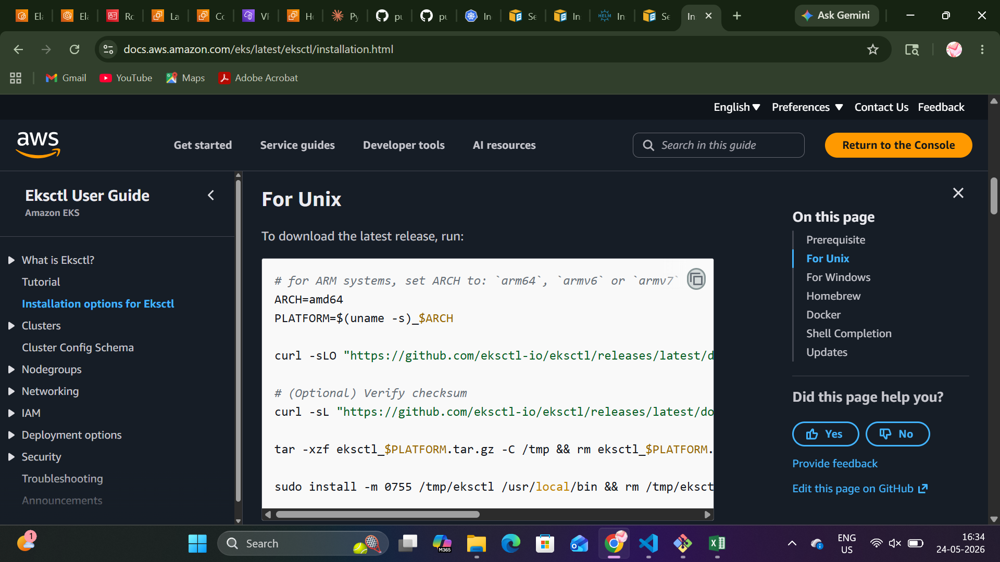 Ela
Ela
Ro
La
Co
VP
Ho
Py
pu
pu
In
Se
In
HELM
In
Se
In
Ask Gemini
docs.aws.amazon.com/eks/latest/eksctl/installation.html
Gmail
YouTube
Maps
Adobe Acrobat
English
Preferences
Contact Us
Feedback
aws
Get started
Service guides
Developer tools
AI resources
Search in this guide
Return to the Console
Eksctl User Guide
Amazon EKS
What is Eksctl?
Tutorial
Installation options for Eksctl
Clusters
Cluster Config Schema
Nodegroups
Networking
IAM
Deployment options
Security
Troubleshooting
Announcements
For Unix
To download the latest release, run:
# for ARM systems, set ARCH to: `arm64`, `armv6` or `armv7`
ARCH=amd64
PLATFORM=$(uname -s)_$ARCH
curl -sLO "https://github.com/eksctl-io/eksctl/releases/latest/d
# (Optional) Verify checksum
curl -sL "https://github.com/eksctl-io/eksctl/releases/latest/do
tar -xzf eksctl_$PLATFORM.tar.gz -C /tmp && rm eksctl_$PLATFORM.
sudo install -m 0755 /tmp/eksctl /usr/local/bin && rm /tmp/eksct
On this page
Prerequisite
For Unix
For Windows
Homebrew
Docker
Shell Completion
Updates
Did this page help you?
Yes
No
Provide feedback
Edit this page on GitHub
1
Search
M365
ENG
US
16:34
24-05-2026